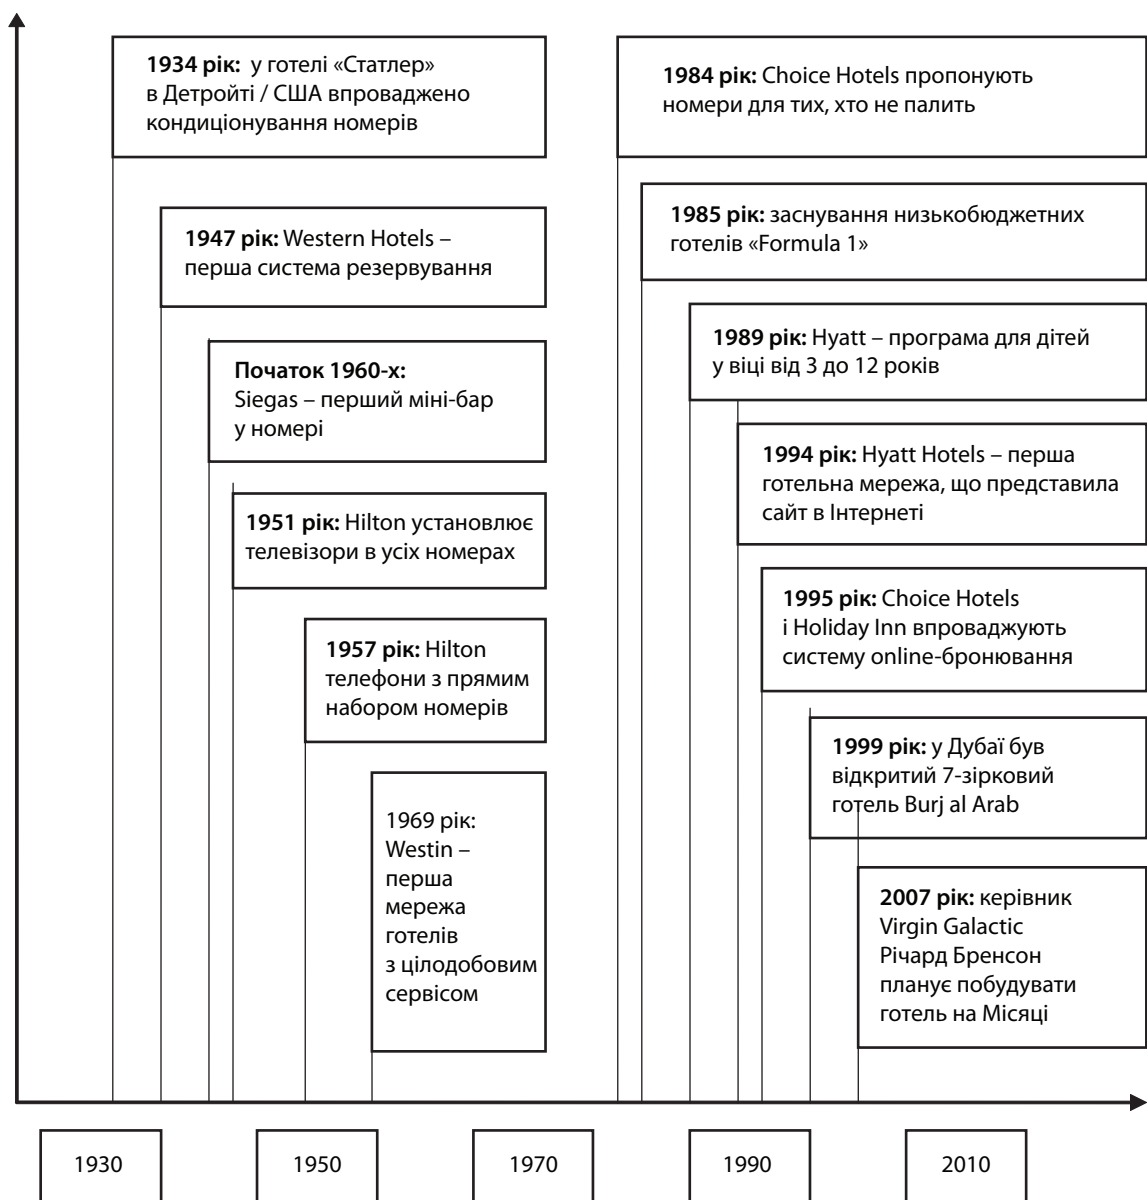 1934 рік: у готелі «Статлер»
в Детройті / США впроваджено
кондиціонування номерів
1947 рік: Western Hotels –
перша система резервування
Початок 1960-х:
Siegas – перший міні-бар
у номері
1951 рік: Hilton установлює
телевізори в усіх номерах
1957 рік: Hilton
телефони з прямим
набором номерів
1969 рік:
Westin –
перша
мережа
готелів
з цілодобовим
сервісом
1984 рік: Choice Hotels пропонують
номери для тих, хто не палить
1985 рік: заснування низькобюджетних
готелів «Formula 1»
1989 рік: Hyatt – програма для дітей
у віці від 3 до 12 років
1994 рік: Hyatt Hotels – перша
готельна мережа, що представила
сайт в Інтернеті
1995 рік: Choice Hotels
і Holiday Inn впроваджують
систему online-бронювання
1999 рік: у Дубаї був
відкритий 7-зірковий
готель Burj al Arab
2007 рік: керівник
Virgin Galactic
Річард Бренсон
планує побудувати
готель на Місяці
1930
1950
1970
1990
2010